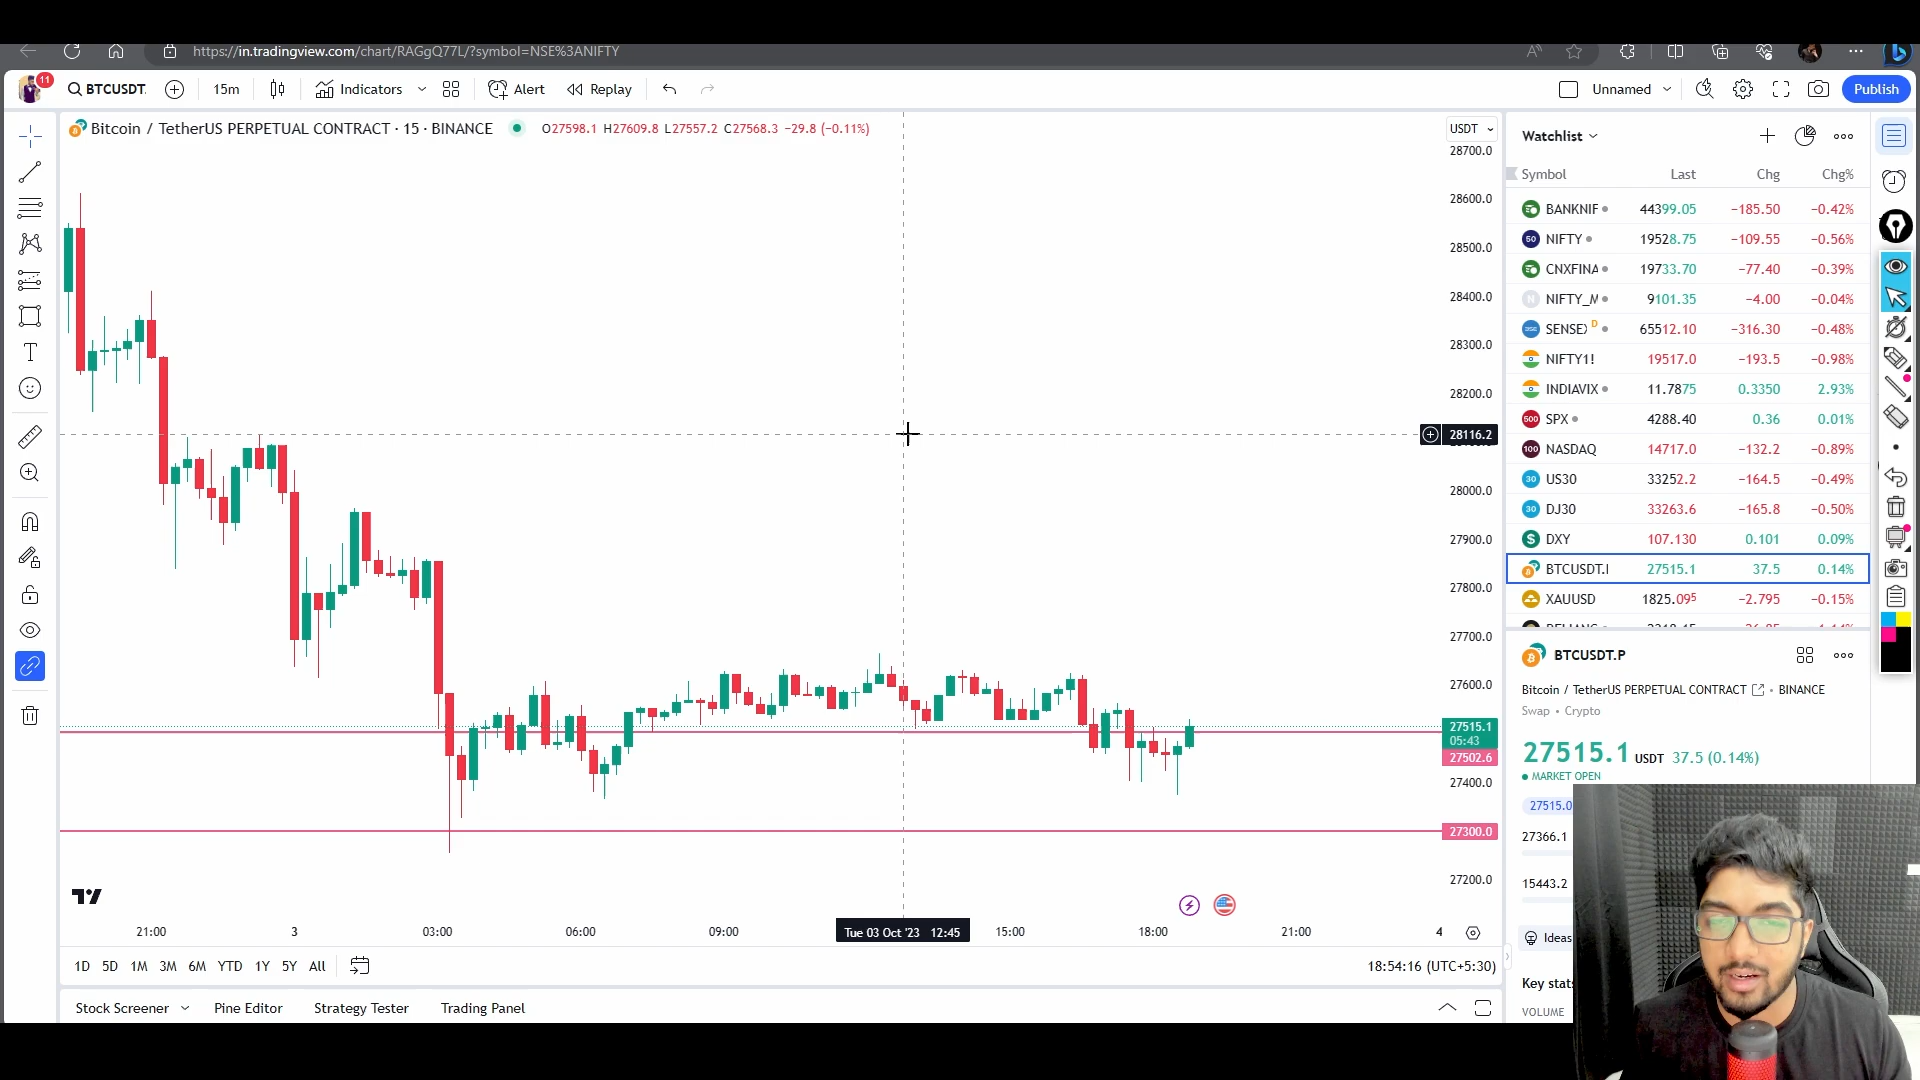 https://in.tradingview.com/chart/RAGgQ77L/?symbol=NSE%3ANIFTY
11 BTCUSDT. 15m Indicators Alert Replay Unnamed Publish
Bitcoin / TetherUS PERPETUAL CONTRACT · 15 · BINANCE O27598.1 H27609.8 L27557.2 C27568.3 −29.8 (−0.11%) USDT
28700.0
28600.0
28500.0
28400.0
28300.0
28200.0
28116.2
28000.0
27900.0
27800.0
27700.0
27600.0
27515.1
05:43
27502.6
27400.0
27300.0
27200.0
21:00 3 03:00 06:00 09:00 Tue 03 Oct '23 12:45 15:00 18:00 21:00 4
1D 5D 1M 3M 6M YTD 1Y 5Y All 18:54:16 (UTC+5:30)
Stock Screener Pine Editor Strategy Tester Trading Panel
Watchlist
Symbol Last Chg Chg%
BANKNIF 44399.05 −185.50 −0.42%
50 NIFTY 19528.75 −109.55 −0.56%
CNXFINA 19733.70 −77.40 −0.39%
N NIFTY_M 9101.35 −4.00 −0.04%
SENSEX D 65512.10 −316.30 −0.48%
NIFTY1! 19517.0 −193.5 −0.98%
INDIAVIX 11.7875 0.3350 2.93%
500 SPX 4288.40 0.36 0.01%
100 NASDAQ 14717.0 −132.2 −0.89%
30 US30 33252.2 −164.5 −0.49%
30 DJ30 33263.6 −165.8 −0.50%
$ DXY 107.130 0.101 0.09%
BTCUSDT.I 27515.1 37.5 0.14%
XAUUSD 1825.095 −2.795 −0.15%
BTCUSDT.P
Bitcoin / TetherUS PERPETUAL CONTRACT • BINANCE
Swap • Crypto
27515.1 USDT 37.5 (0.14%)
MARKET OPEN
27515.0
27366.1
15443.2
Ideas
Key stats
VOLUME